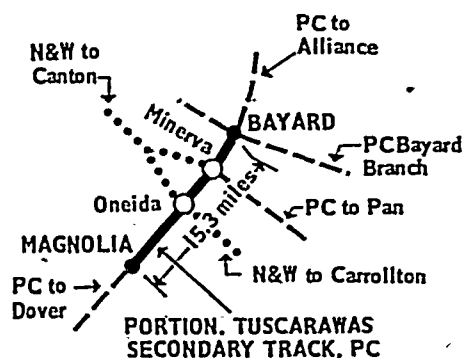 PC to
Alliance
N&W to
Canton
Minerva
BAYARD
PC Bayard
Branch
Oneida
15.3 miles±
PC to Pan
MAGNOLIA
N&W to Carrollton
PC to
Dover
PORTION, TUSCARAWAS
SECONDARY TRACK, PC